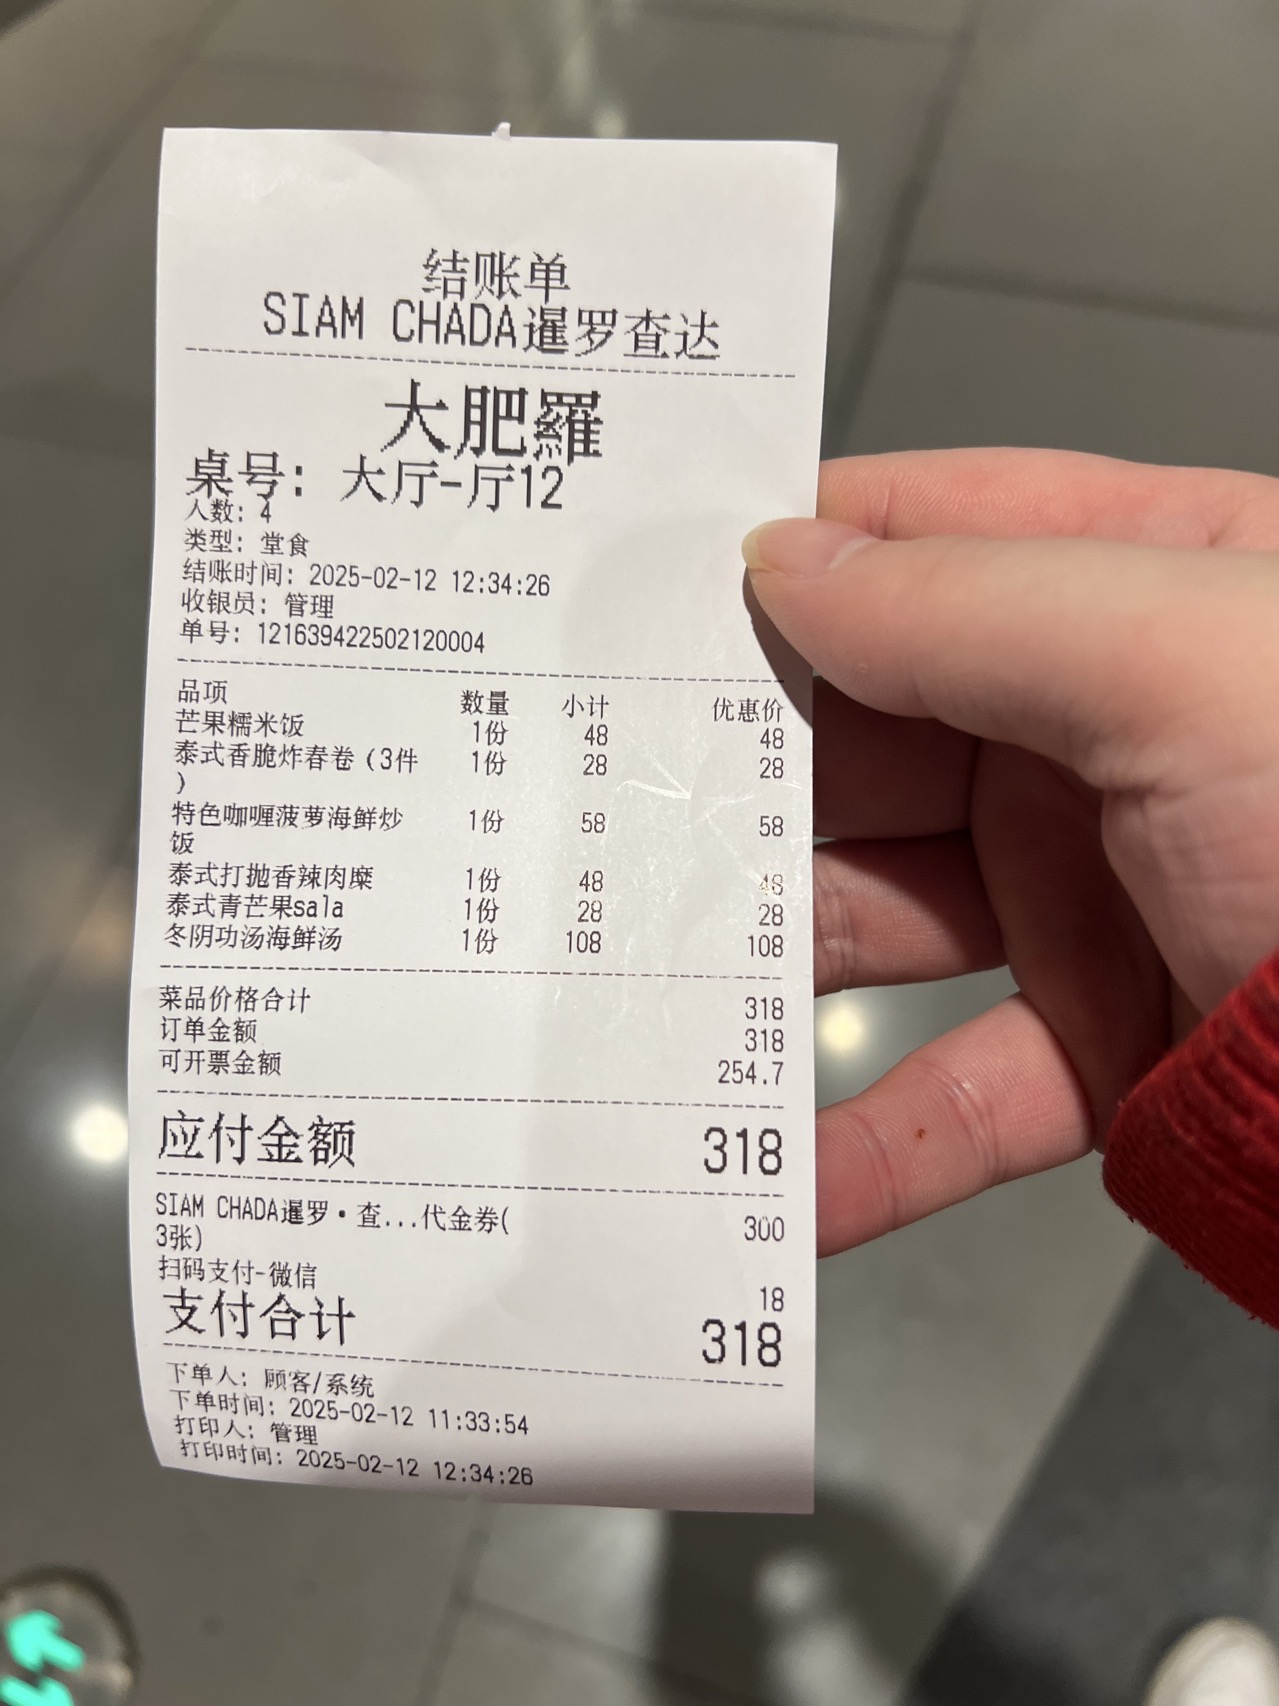 结账单
SIAM CHADA暹罗查达
大肥羅
桌号: 大厅-厅12
人数: 4
类型: 堂食
结账时间: 2025-02-12 12:34:26
收银员: 管理
单号: 121639422502120004
品项 数量 小计 优惠价
芒果糯米饭 1份 48 48
泰式香脆炸春卷 (3件 1份 28 28
)
特色咖喱菠萝海鲜炒 1份 58 58
饭
泰式打抛香辣肉糜 1份 48 48
泰式青芒果sala 1份 28 28
冬阴功汤海鲜汤 1份 108 108
菜品价格合计 318
订单金额 318
可开票金额 254.7
应付金额 318
SIAM CHADA暹罗·查...代金券( 300
3张)
扫码支付-微信 18
支付合计 318
下单人: 顾客/系统
下单时间: 2025-02-12 11:33:54
打印人: 管理
打印时间: 2025-02-12 12:34:26